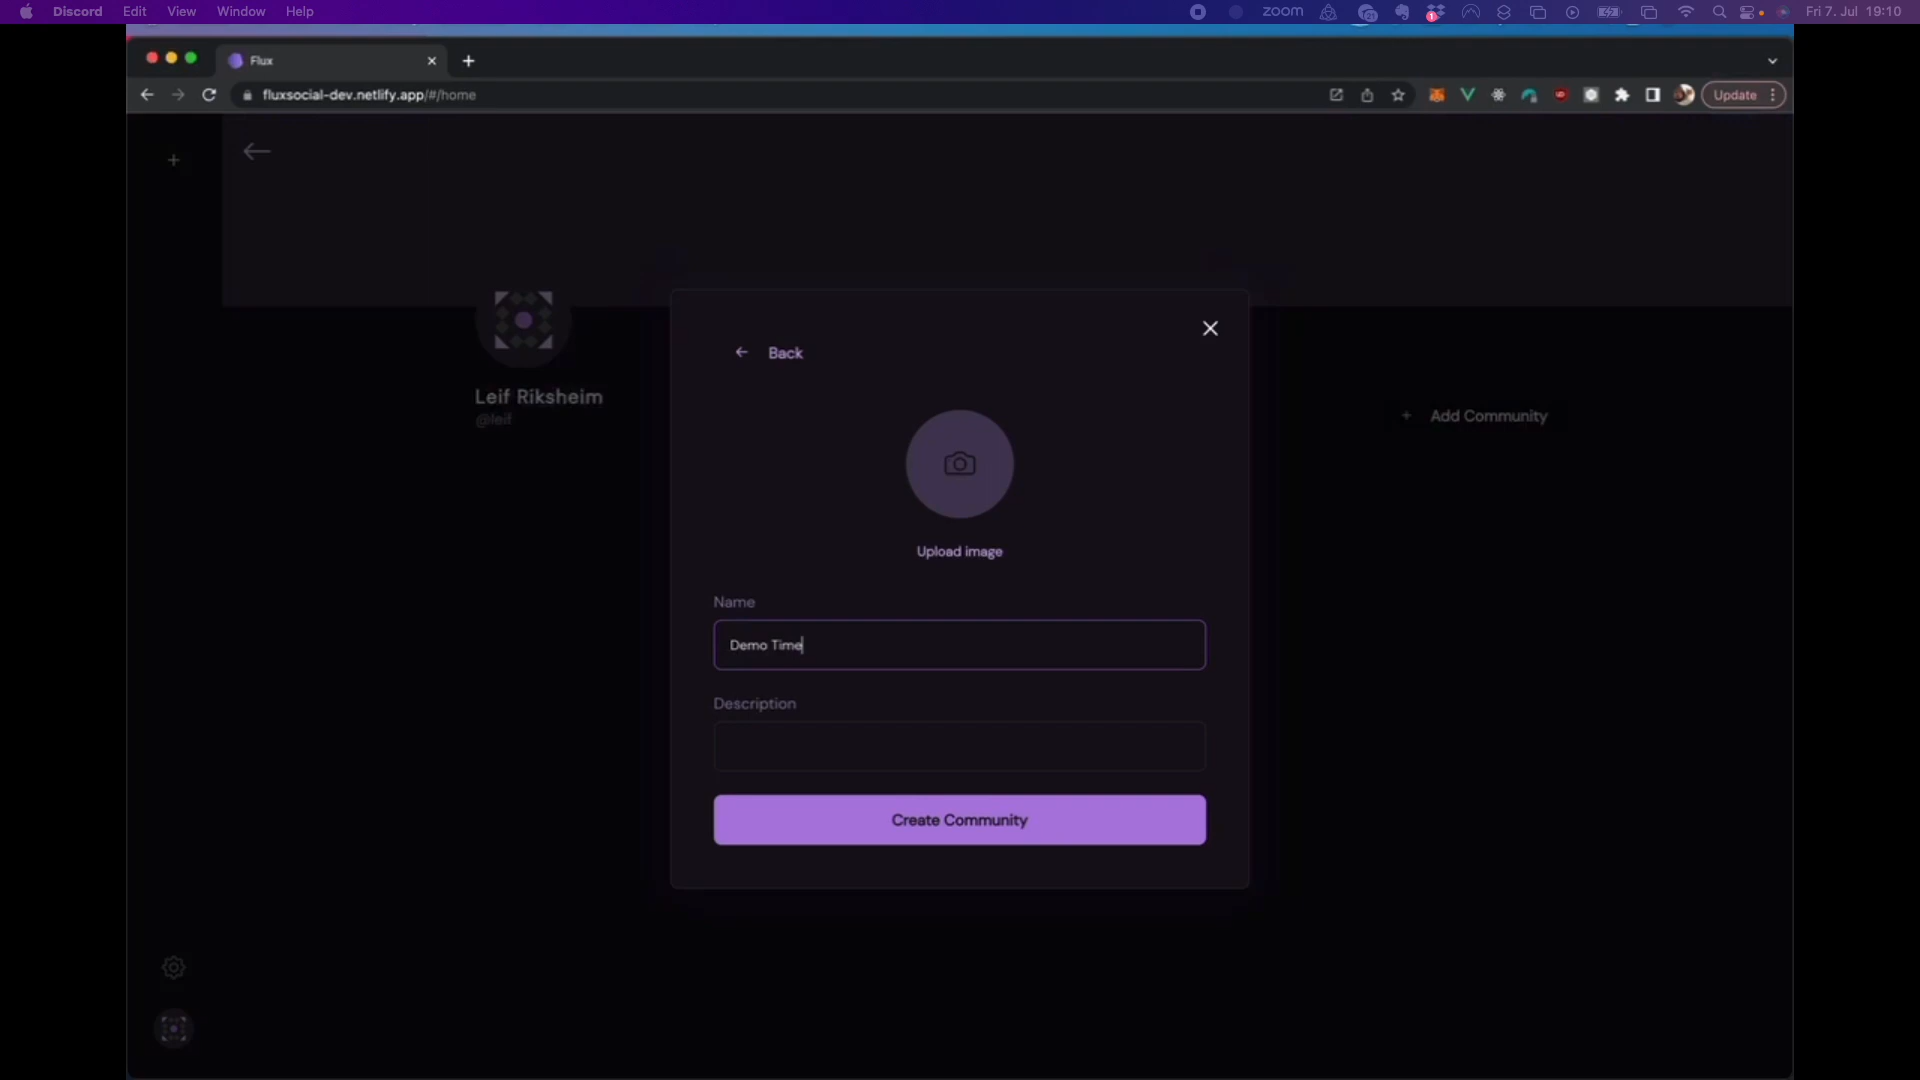 Discord Edit View Window Help zoom Fri 7. Jul 19:10
Flux
fluxsocial-dev.netlify.app/#/home Update
Back
Leif Riksheim
@leif
Add Community
Upload image
Name
Demo Time
Description
Create Community